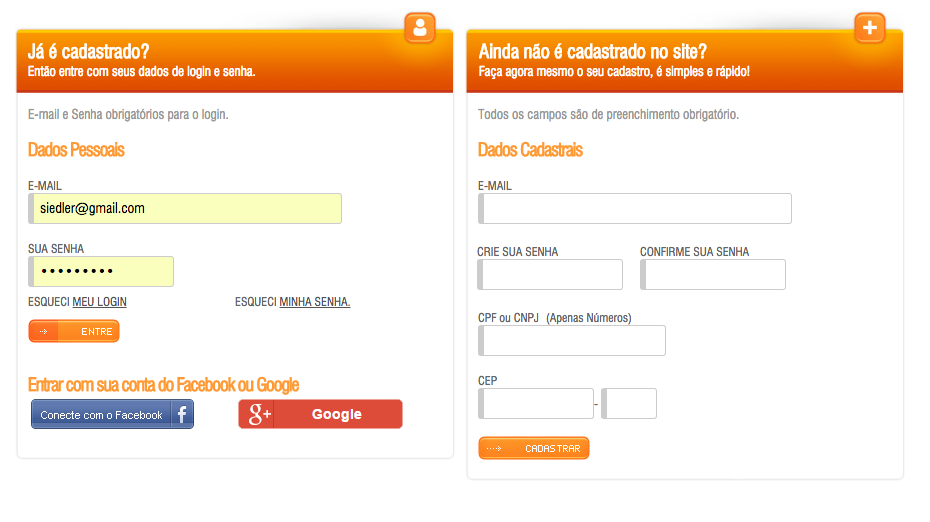 Já é cadastrado?
Então entre com seus dados de login e senha.
E-mail e Senha obrigatórios para o login.
Dados Pessoais
E-MAIL
siedler@gmail.com
SUA SENHA
•••••••••
ESQUECI MEU LOGIN
ESQUECI MINHA SENHA.
ENTRE
Entrar com sua conta do Facebook ou Google
Conecte com o Facebook f
g+ Google
Ainda não é cadastrado no site?
Faça agora mesmo o seu cadastro, é simples e rápido!
Todos os campos são de preenchimento obrigatório.
Dados Cadastrais
E-MAIL
CRIE SUA SENHA
CONFIRME SUA SENHA
CPF ou CNPJ (Apenas Números)
CEP
-
CADASTRAR